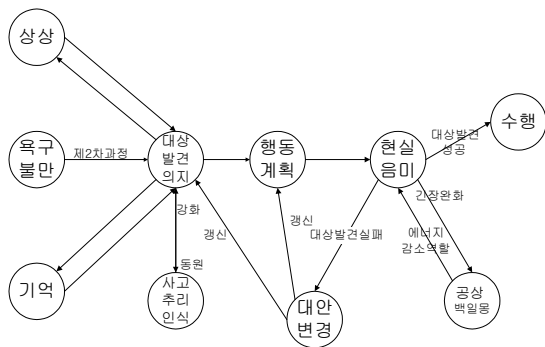 상상
욕구
불만
제2차과정
대상
발견
의지
행동
계획
현실
음미
대상발견
성공
수행
강화
갱신
갱신
대상발견실패
긴장완화
에너지
감소역할
기억
동원
사고
추리
인식
대안
변경
공상
백일몽